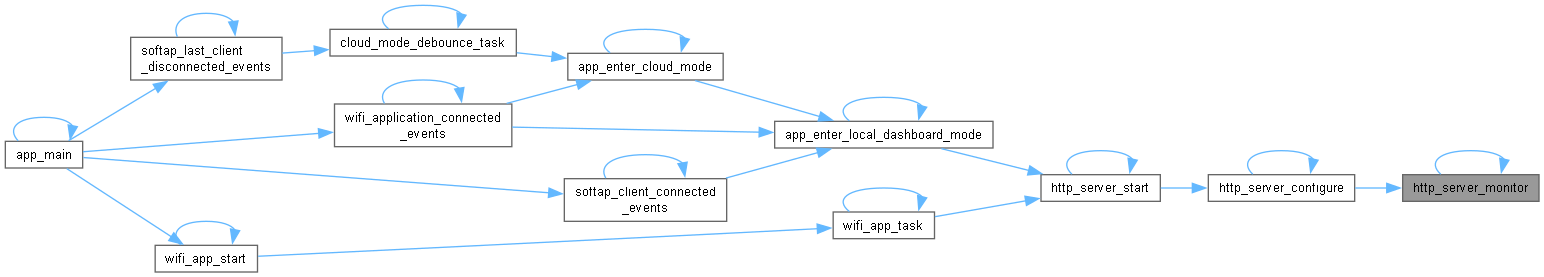 softap_last_client
_disconnected_events
cloud_mode_debounce_task
app_enter_cloud_mode
wifi_application_connected
_events
app_enter_local_dashboard_mode
app_main
softap_client_connected
_events
http_server_start
http_server_configure
http_server_monitor
wifi_app_task
wifi_app_start